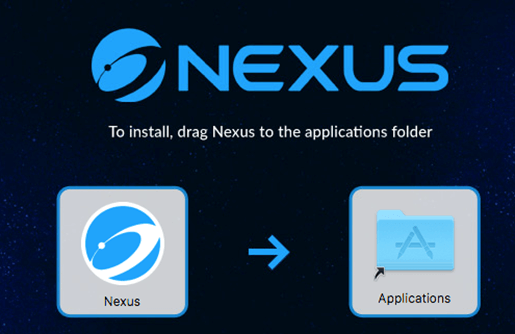 NEXUS
To install, drag Nexus to the applications folder
Nexus
Applications